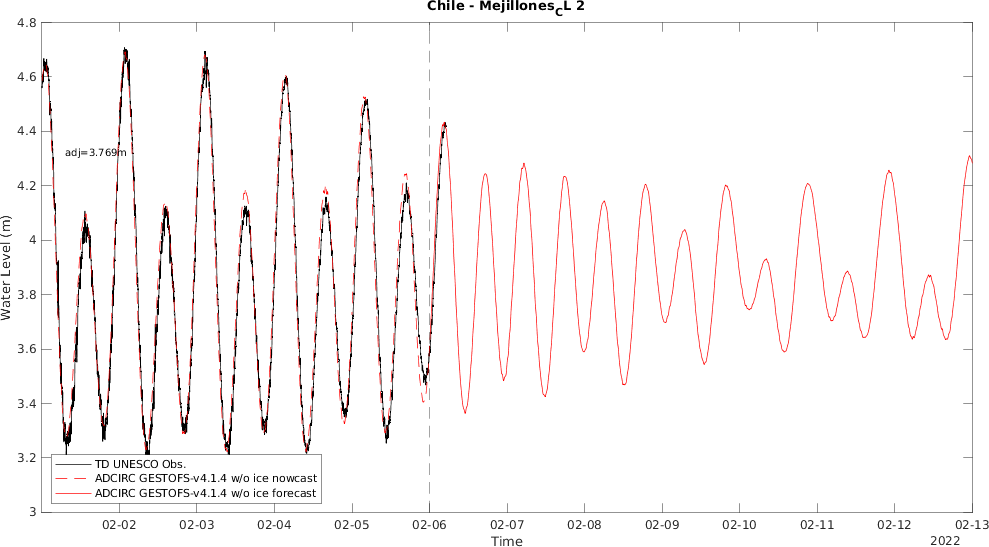 Chile - Mejillones_CL 2
4.8
4.6
4.4
4.2
4
3.8
3.6
3.4
3.2
3
Water Level (m)
adj=3.769m
TD UNESCO Obs.
ADCIRC GESTOFS-v4.1.4 w/o ice nowcast
ADCIRC GESTOFS-v4.1.4 w/o ice forecast
02-02 02-03 02-04 02-05 02-06 02-07 02-08 02-09 02-10 02-11 02-12 02-13
Time
2022